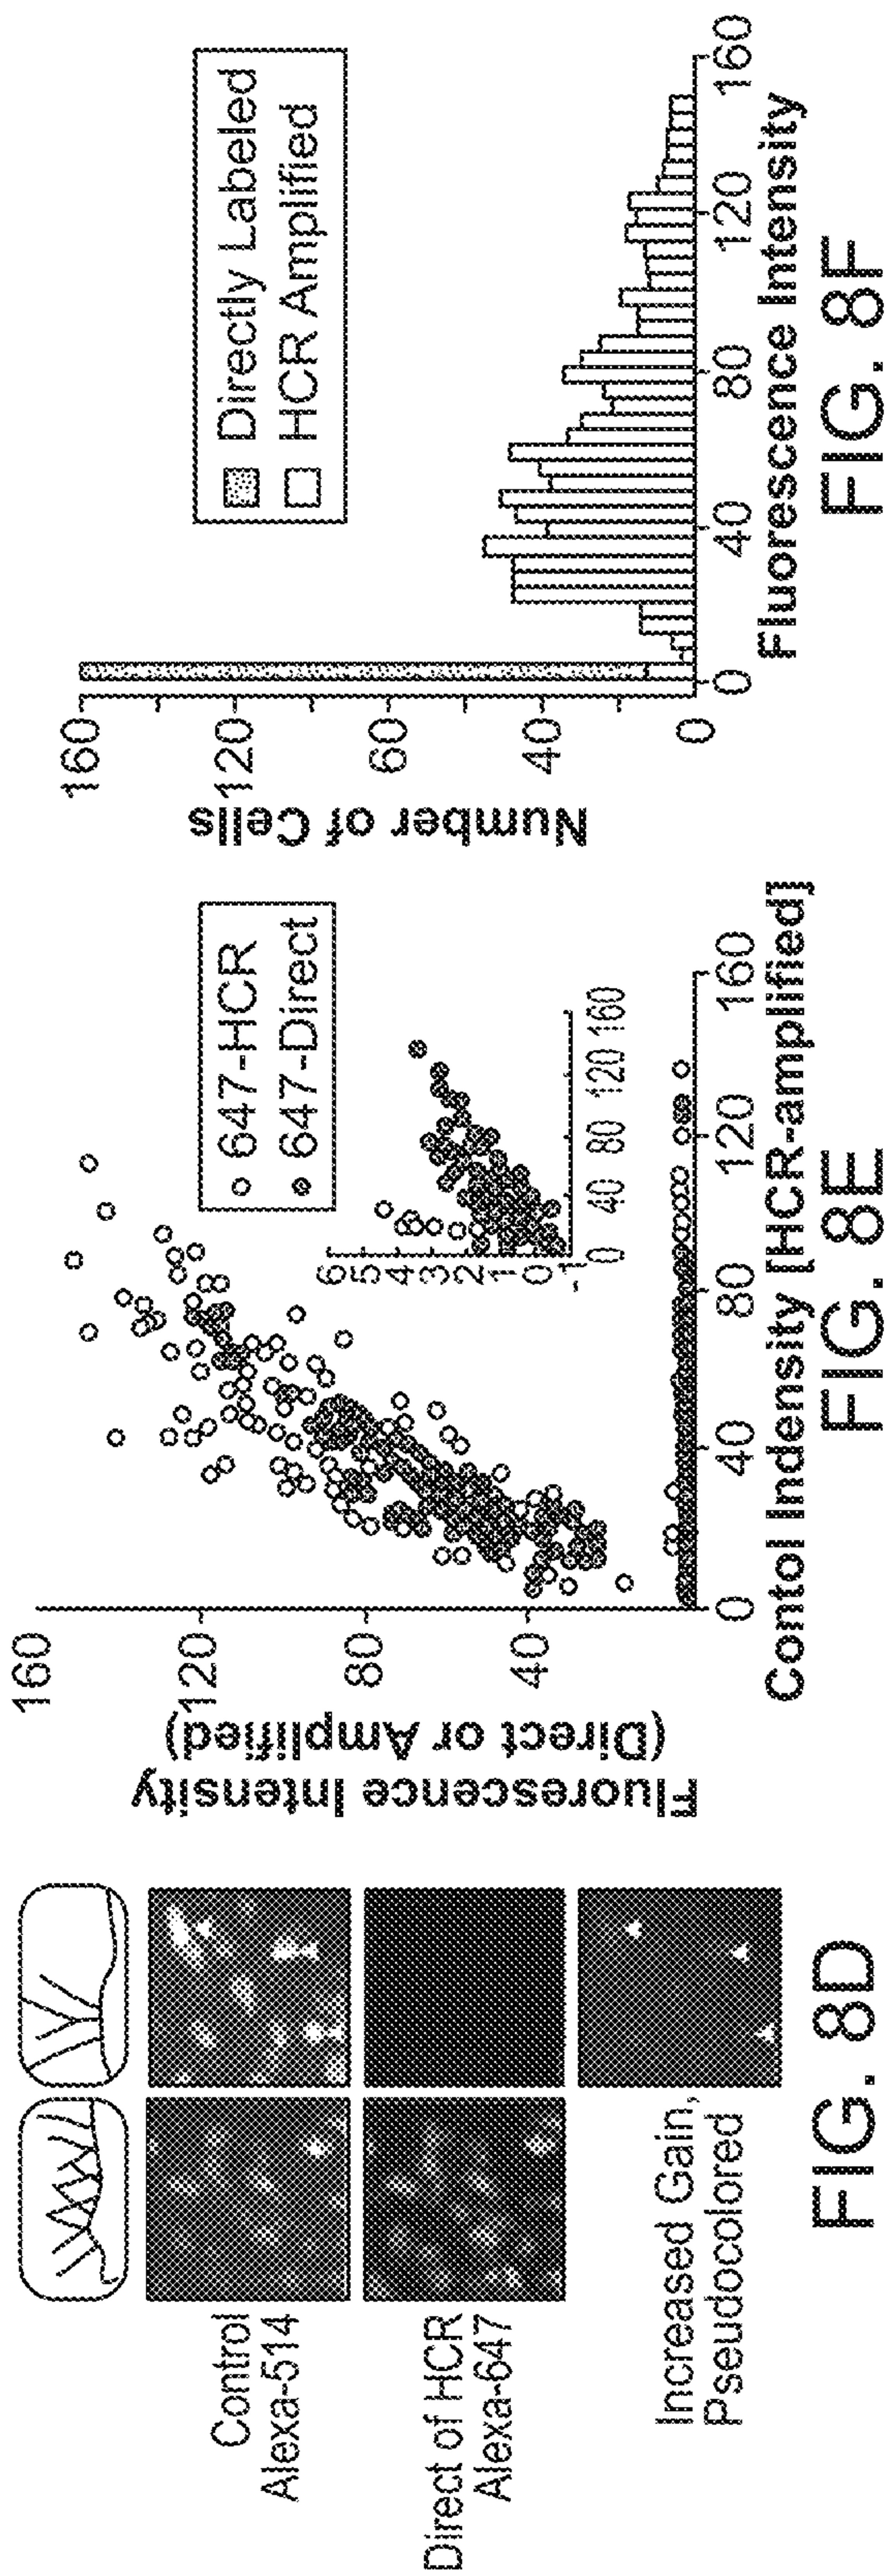 Control
Alexa-514
Direct of HCR
Alexa-647
Increased Gain,
Pseudocolored
FIG. 8D
Fluorescence Intensity
(Direct or Amplified)
160
120
80
40
647-HCR
647-Direct
6
5
4
3
2
1
0
-1
0 40 80 120 160
0 40 80 120 160
Contol Indensity [HCR-amplified]
FIG. 8E
Number of Cells
160
120
60
40
0
Directly Labeled
HCR Amplified
0 40 80 120 160
Fluorescence Intensity
FIG. 8F